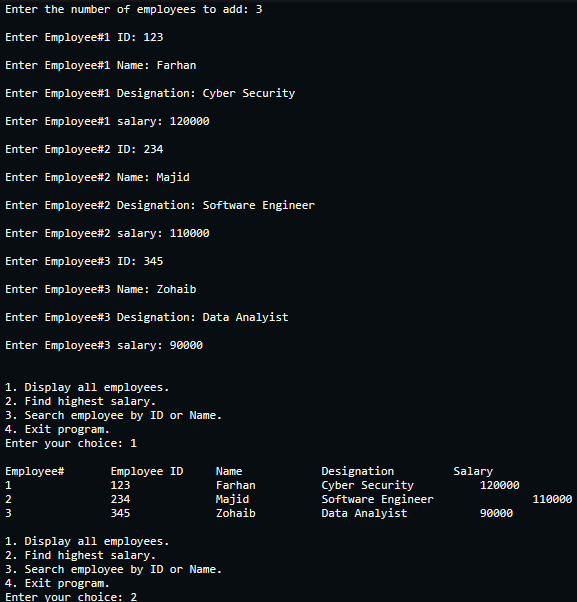 Enter the number of employees to add: 3
Enter Employee#1 ID: 123
Enter Employee#1 Name: Farhan
Enter Employee#1 Designation: Cyber Security
Enter Employee#1 salary: 120000
Enter Employee#2 ID: 234
Enter Employee#2 Name: Majid
Enter Employee#2 Designation: Software Engineer
Enter Employee#2 salary: 110000
Enter Employee#3 ID: 345
Enter Employee#3 Name: Zohaib
Enter Employee#3 Designation: Data Analyist
Enter Employee#3 salary: 90000
1. Display all employees.
2. Find highest salary.
3. Search employee by ID or Name.
4. Exit program.
Enter your choice: 1
Employee# Employee ID Name Designation Salary
1 123 Farhan Cyber Security 120000
2 234 Majid Software Engineer 110000
3 345 Zohaib Data Analyist 90000
1. Display all employees.
2. Find highest salary.
3. Search employee by ID or Name.
4. Exit program.
Enter your choice: 2